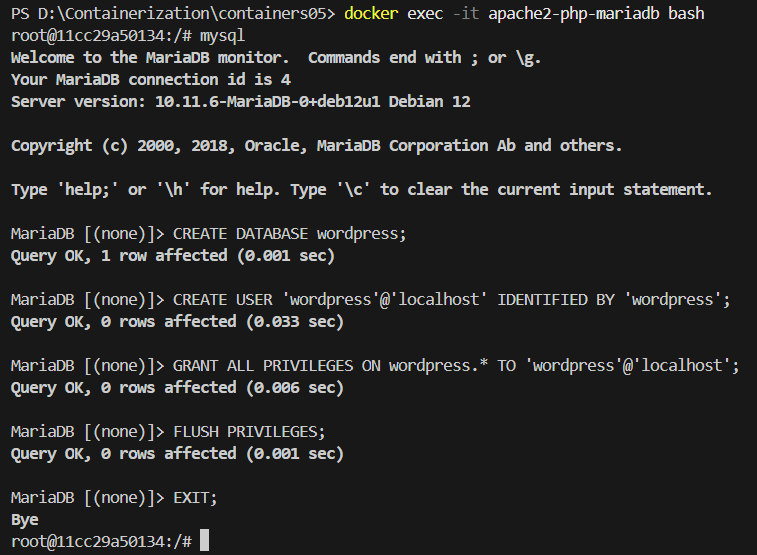 PS D:\Containerization\containers05> docker exec -it apache2-php-mariadb bash
root@11cc29a50134:/# mysql
Welcome to the MariaDB monitor.  Commands end with ; or \g.
Your MariaDB connection id is 4
Server version: 10.11.6-MariaDB-0+deb12u1 Debian 12

Copyright (c) 2000, 2018, Oracle, MariaDB Corporation Ab and others.

Type 'help;' or '\h' for help. Type '\c' to clear the current input statement.

MariaDB [(none)]> CREATE DATABASE wordpress;
Query OK, 1 row affected (0.001 sec)

MariaDB [(none)]> CREATE USER 'wordpress'@'localhost' IDENTIFIED BY 'wordpress';
Query OK, 0 rows affected (0.033 sec)

MariaDB [(none)]> GRANT ALL PRIVILEGES ON wordpress.* TO 'wordpress'@'localhost';
Query OK, 0 rows affected (0.006 sec)

MariaDB [(none)]> FLUSH PRIVILEGES;
Query OK, 0 rows affected (0.001 sec)

MariaDB [(none)]> EXIT;
Bye
root@11cc29a50134:/#